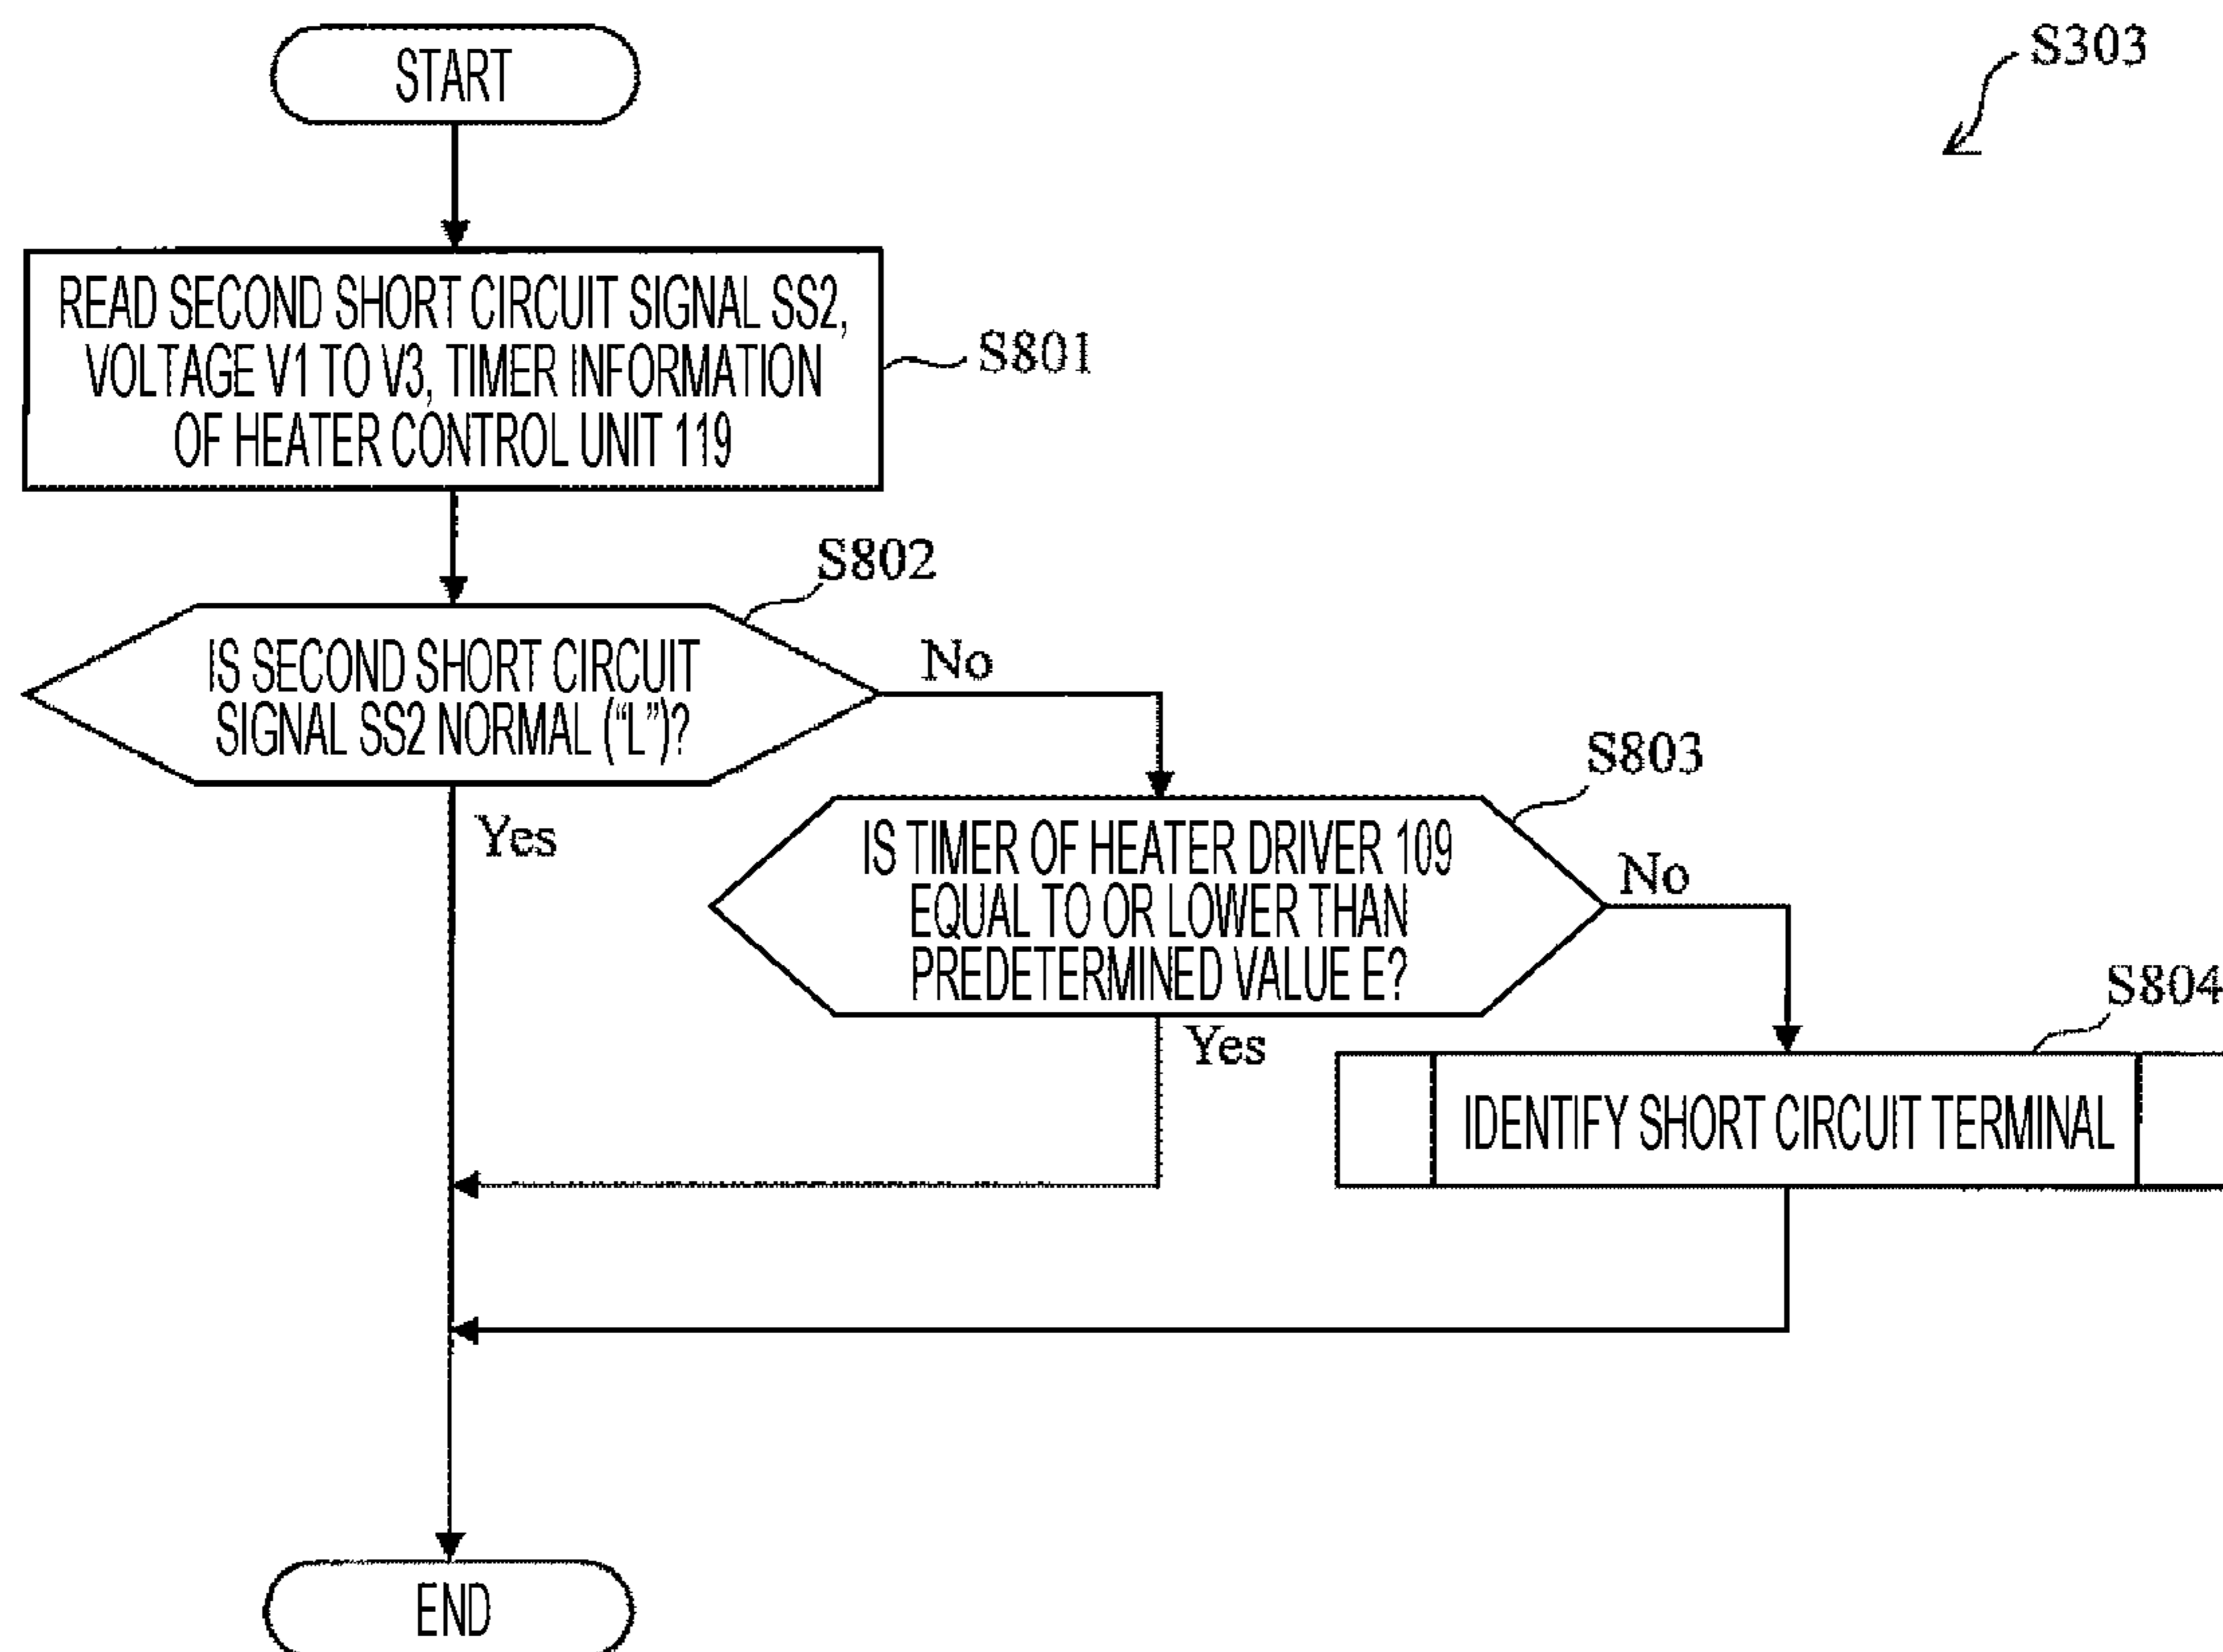 START
S303
READ SECOND SHORT CIRCUIT SIGNAL SS2,
VOLTAGE V1 TO V3, TIMER INFORMATION
OF HEATER CONTROL UNIT 119
S801
S802
IS SECOND SHORT CIRCUIT
SIGNAL SS2 NORMAL (“L”)?
No
Yes
S803
IS TIMER OF HEATER DRIVER 109
EQUAL TO OR LOWER THAN
PREDETERMINED VALUE E?
No
Yes
S804
IDENTIFY SHORT CIRCUIT TERMINAL
END